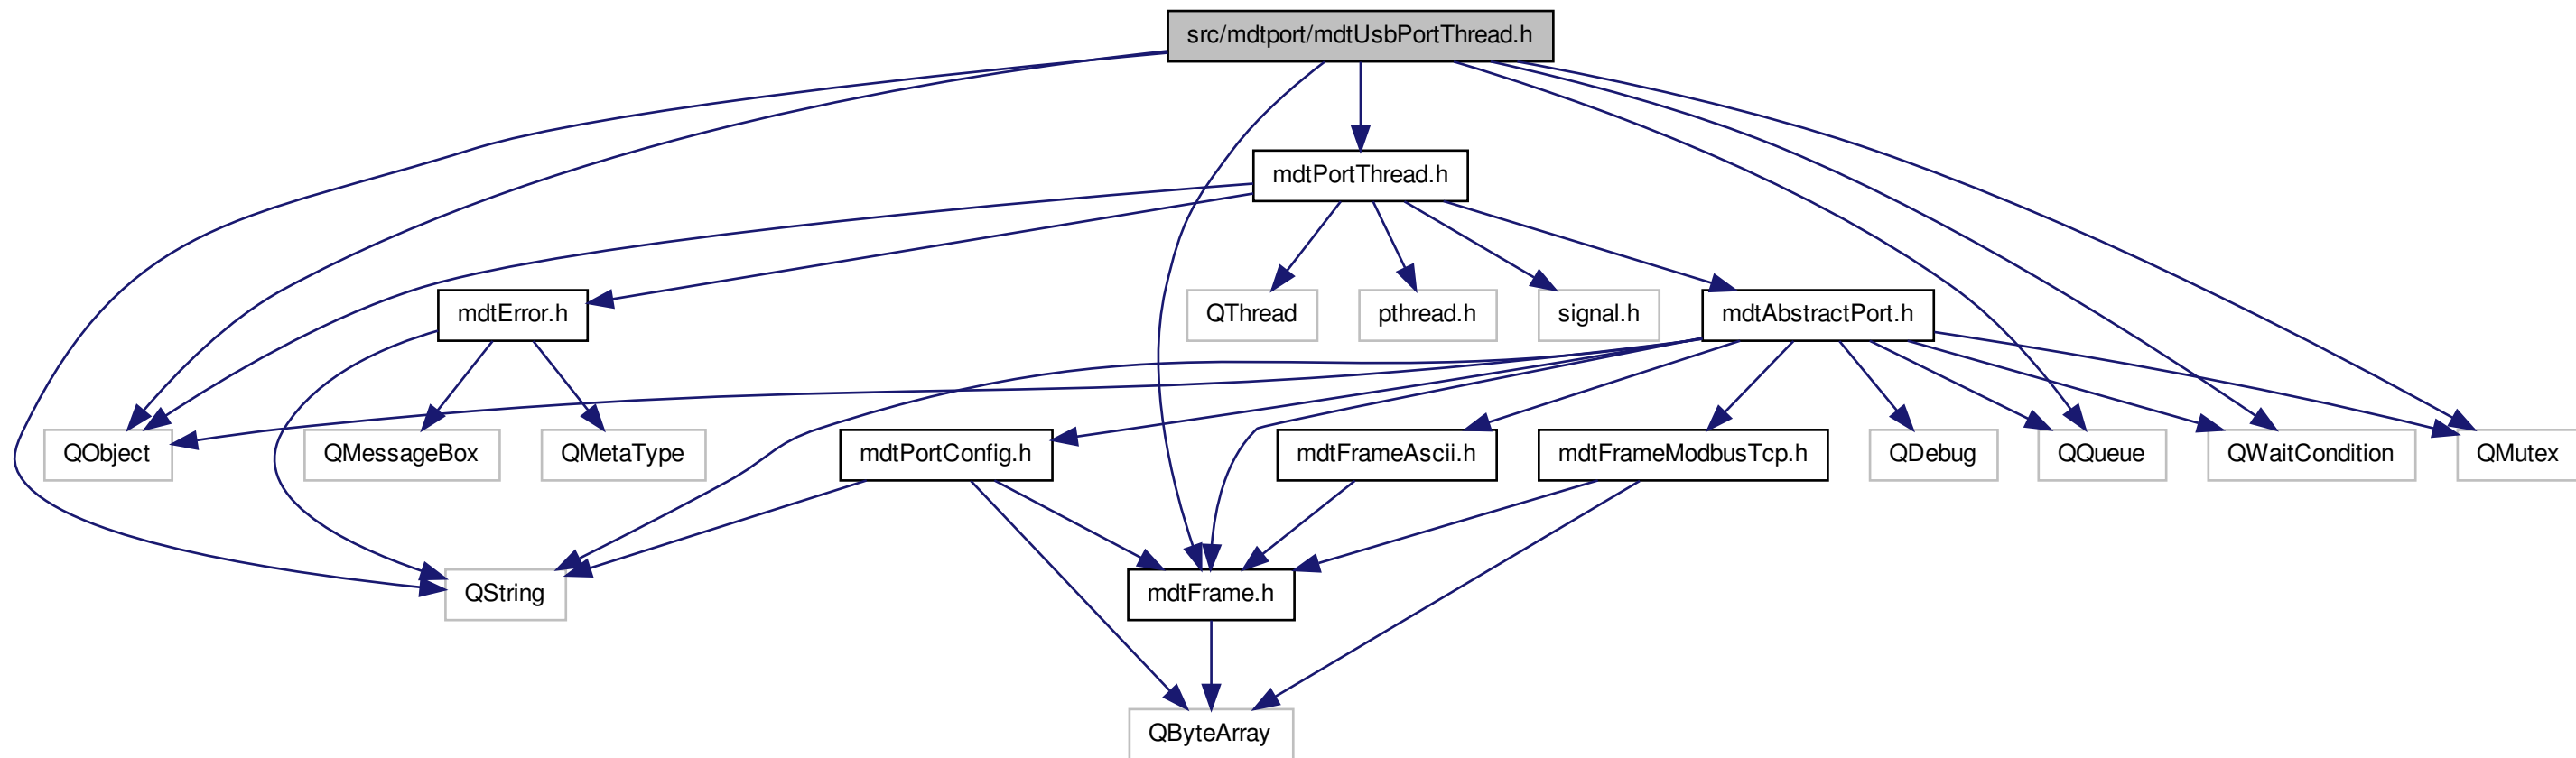 src/mdtport/mdtUsbPortThread.h
mdtPortThread.h
mdtError.h
QThread
pthread.h
signal.h
mdtAbstractPort.h
QObject
QMessageBox
QMetaType
mdtPortConfig.h
mdtFrameAscii.h
mdtFrameModbusTcp.h
QDebug
QQueue
QWaitCondition
QMutex
QString
mdtFrame.h
QByteArray